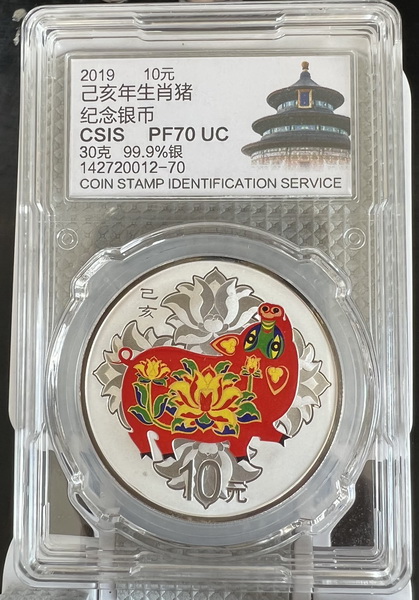 2019 10元
己亥年生肖猪
纪念银币
CSIS PF70 UC
30克 99.9%银
142720012-70
COIN STAMP IDENTIFICATION SERVICE
己
亥
10元